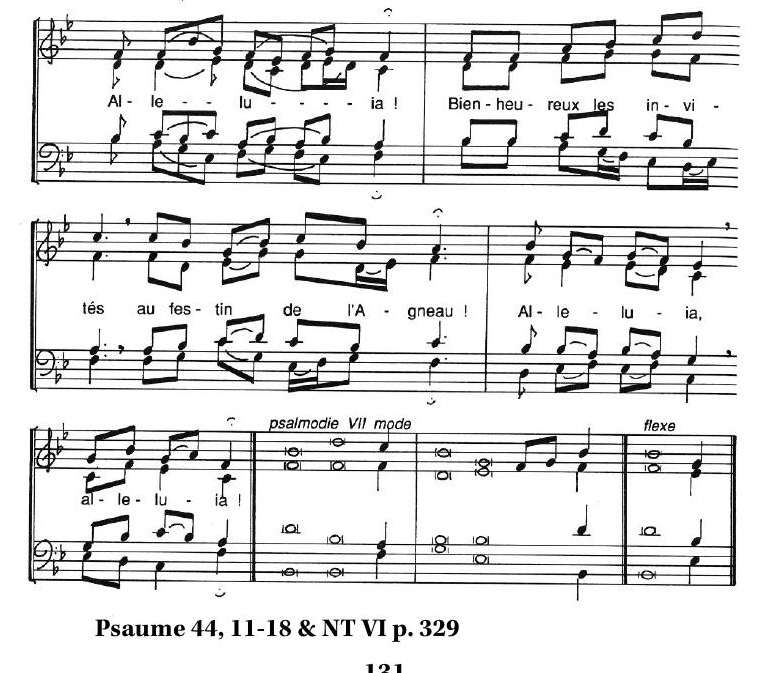 Al - le - - lu - - - - ia ! Bien - heu - reux les in - vi -
tés au fes - tin de l'A - gneau ! Al - le - lu - ia,
psalmodie VII mode flexe
al - le - lu - ia !
Psaume 44, 11-18 & NT VI p. 329
131